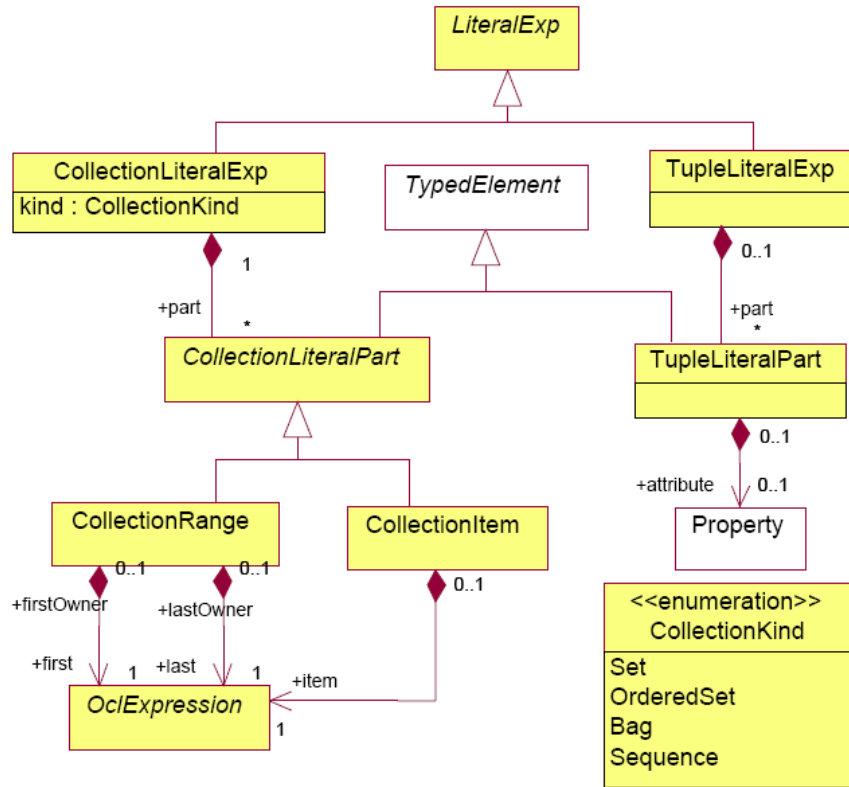 LiteralExp
CollectionLiteralExp
kind : CollectionKind
TypedElement
TupleLiteralExp
1
+part
*
0..1
+part
*
CollectionLiteralPart
TupleLiteralPart
0..1
+attribute
0..1
CollectionRange
CollectionItem
Property
0..1
0..1
0..1
+firstOwner
+lastOwner
+first
1
+last
1
+item
1
OclExpression
<<enumeration>>
CollectionKind
Set
OrderedSet
Bag
Sequence